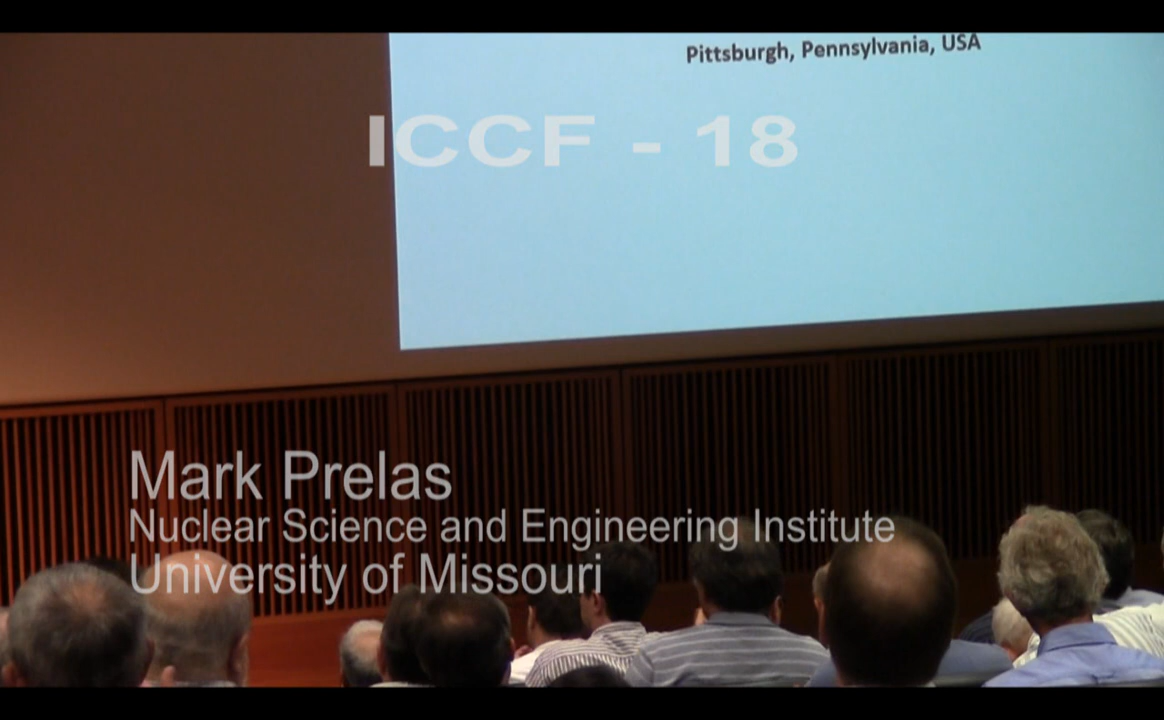 Pittsburgh, Pennsylvania, USA
ICCF - 18
Mark Prelas
Nuclear Science and Engineering Institute
University of Missouri